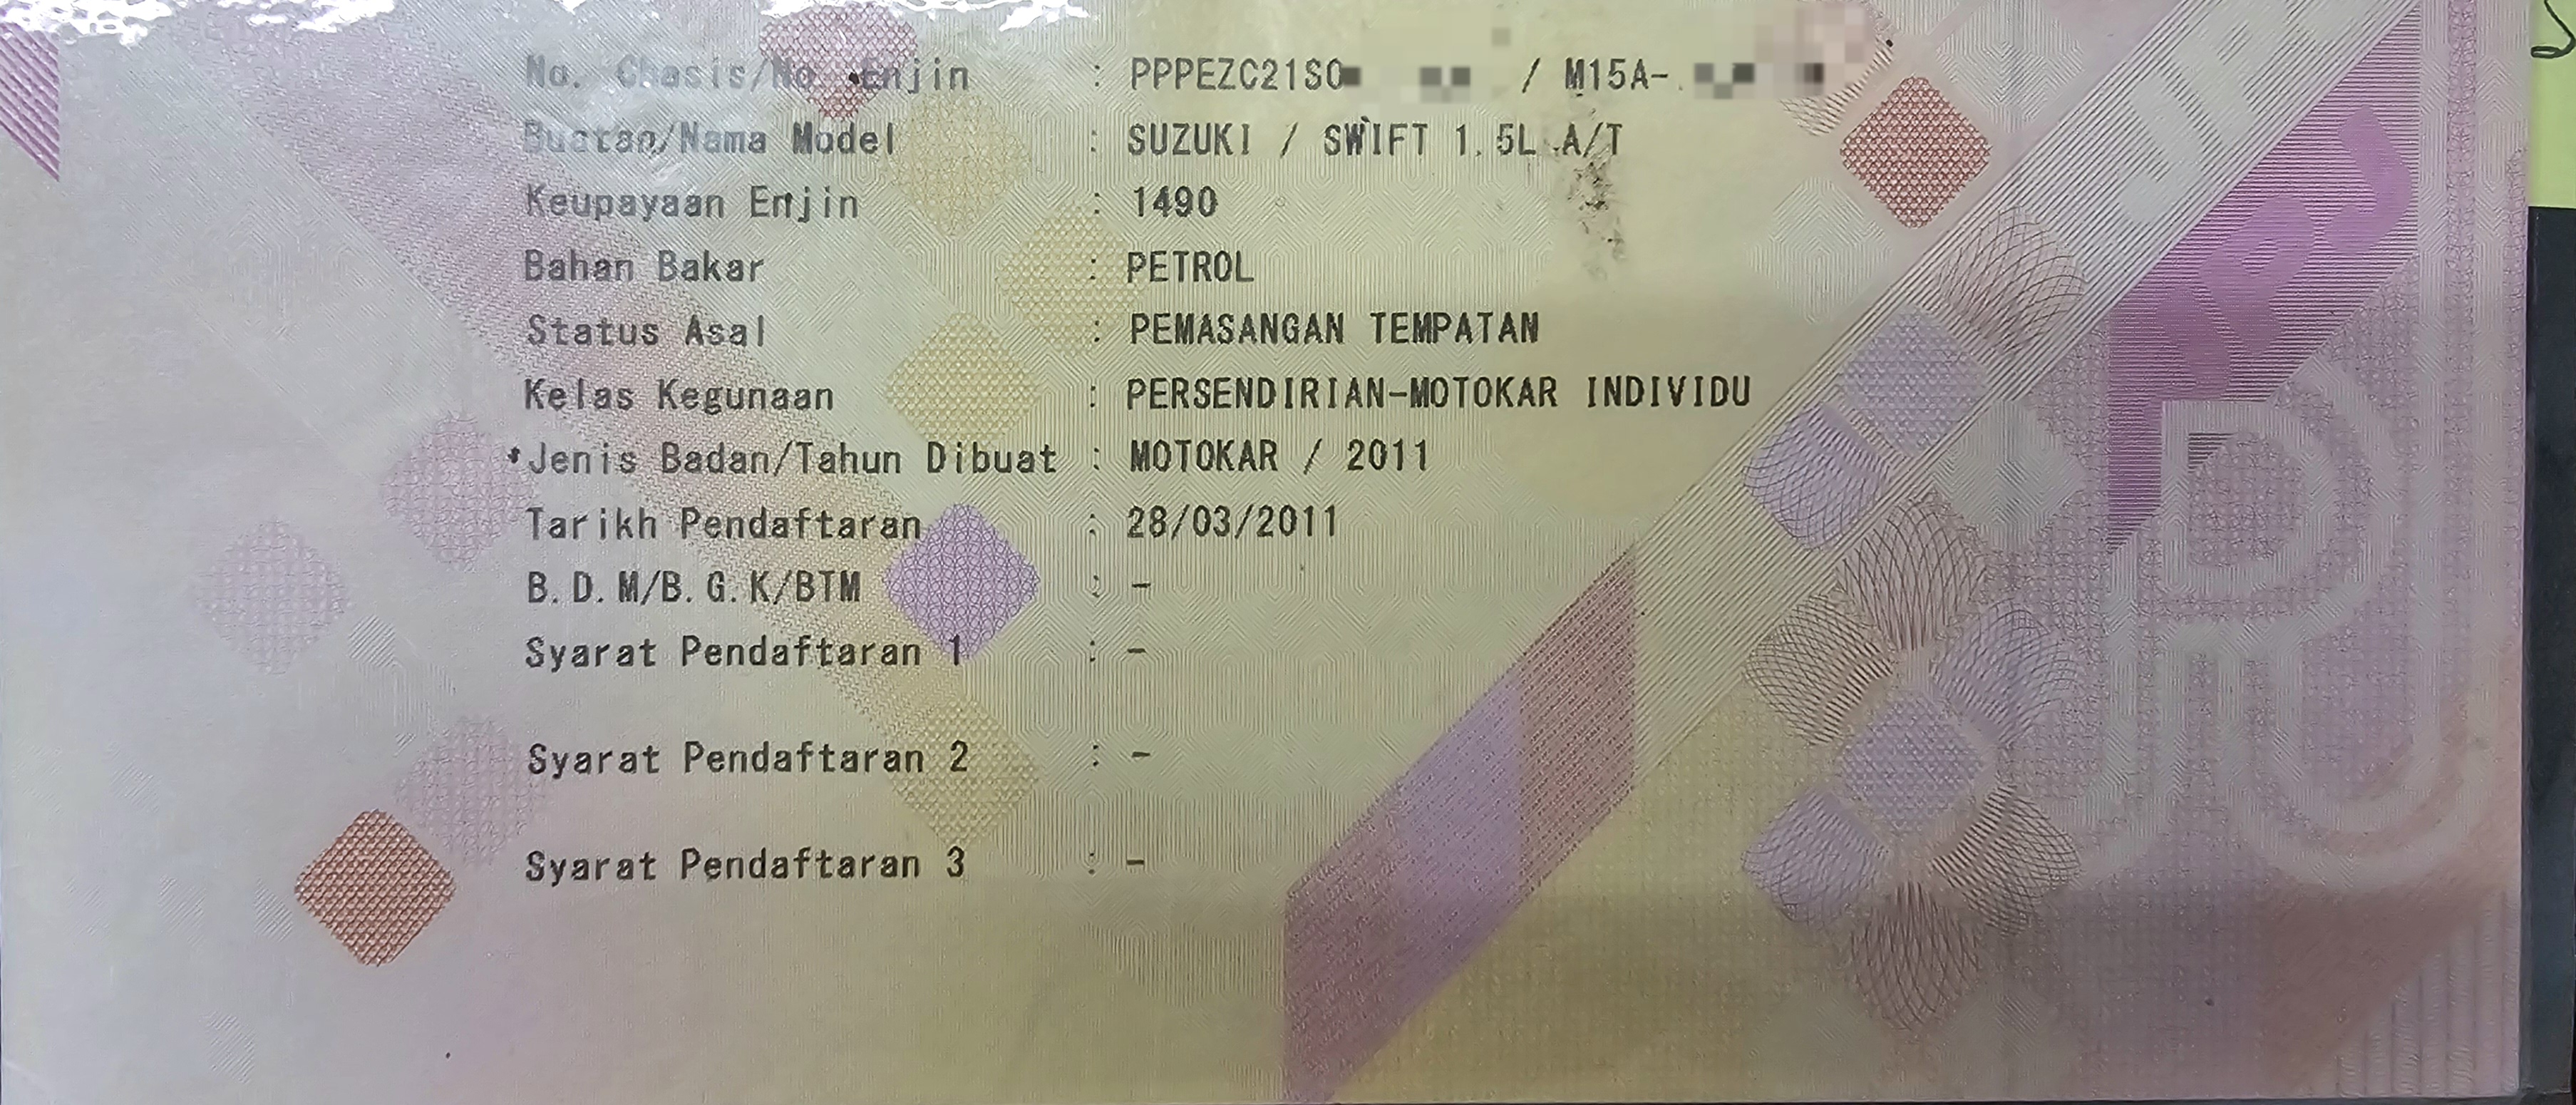 No. Chasis/No. Enjin : PPPEZC21S0 / M15A-
Buatan/Nama Model : SUZUKI / SWIFT 1.5L A/T
Keupayaan Enjin : 1490
Bahan Bakar : PETROL
Status Asal : PEMASANGAN TEMPATAN
Kelas Kegunaan : PERSENDIRIAN-MOTOKAR INDIVIDU
*Jenis Badan/Tahun Dibuat : MOTOKAR / 2011
Tarikh Pendaftaran : 28/03/2011
B.D.M/B.G.K/BTM : -
Syarat Pendaftaran 1 : -
Syarat Pendaftaran 2 : -
Syarat Pendaftaran 3 : -
JPJ